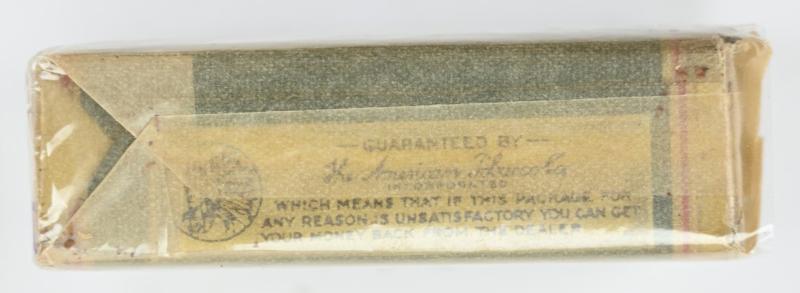 — GUARANTEED BY —
The American Tobacco Co.
INCORPORATED
WHICH MEANS THAT IF THIS PACKAGE FOR
ANY REASON IS UNSATISFACTORY YOU CAN GET
YOUR MONEY BACK FROM THE DEALER